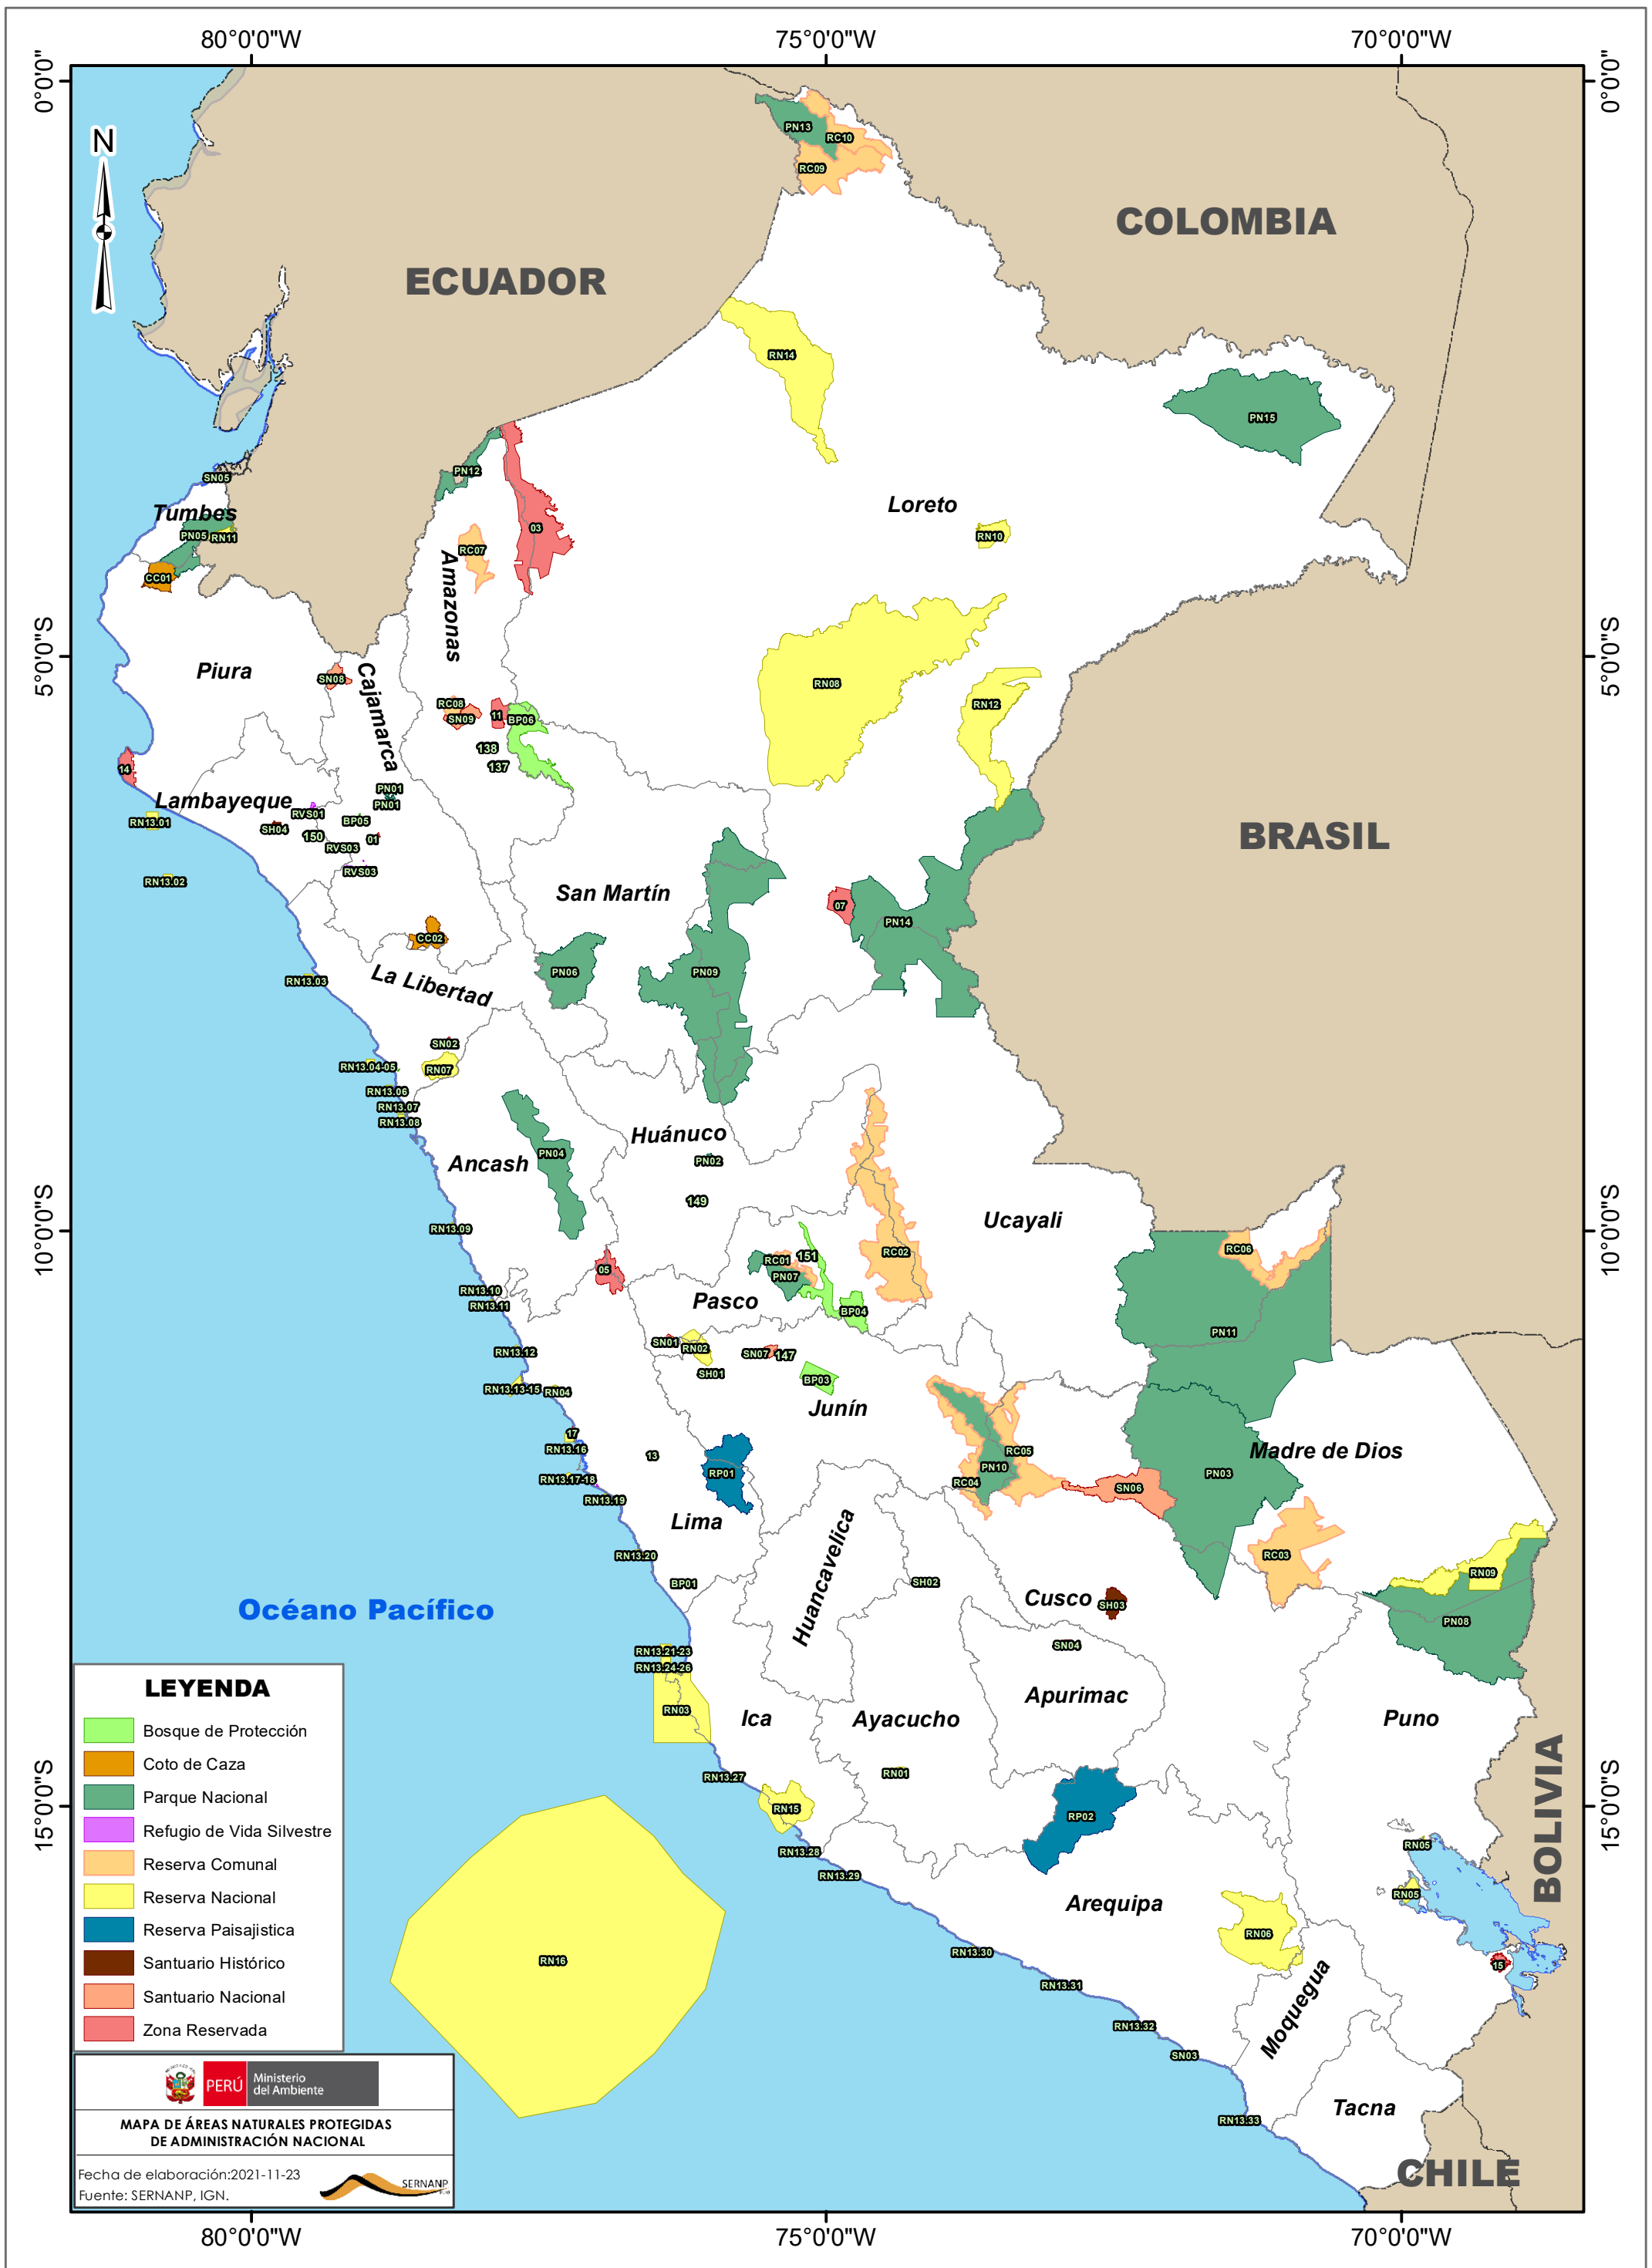 80°0'0"W
75°0'0"W
70°0'0"W
0°0'0"
0°0'0"
N
PN13
RC10
RC09
COLOMBIA
ECUADOR
RN14
PN15
PN12
SN05
Loreto
Tumbes
03
PN05
RN11
RN10
RC07
CC01
Amazonas
5°0'0"S
5°0'0"S
Piura
SN08
Cajamarca
RN08
RC08
RN12
SN09
11
BP06
138
137
14
PN01
Lambayeque
PN01
RVS01
RN13.01
BP05
SH04
150
01
BRASIL
RVS03
RVS03
RN13.02
San Martín
07
PN14
CC02
PN06
PN09
La Libertad
RN13.03
SN02
RN13.04-05
RN07
RN13.06
RN13.07
RN13.08
Huánuco
PN04
PN02
Ancash
149
10°0'0"S
10°0'0"S
Ucayali
RN13.09
RC06
RC02
151
RC01
05
PN07
RN13.10
Pasco
RN13.11
BP04
PN11
SN01
RN02
RN13.12
SN07
147
SH01
BP03
RN13.13-15
RN04
Junín
17
RN13.16
RC05
Madre de Dios
13
PN10
RP01
PN03
RN13.17-18
RC04
SN06
RN13.19
Lima
Huancavelica
RN13.20
RC03
RN09
BP01
SH02
Cusco
SH03
Océano Pacífico
PN08
SN04
RN13.21-23
RN13.24-26
Apurimac
RN03
Ica
Ayacucho
Puno
RN13.27
RN01
15°0'0"S
15°0'0"S
RN15
RP02
BOLIVIA
RN05
RN13.28
RN13.29
RN05
Arequipa
RN06
RN13.30
RN16
15
RN13.31
Moquegua
RN13.32
SN03
Tacna
RN13.33
CHILE
LEYENDA
Bosque de Protección
Coto de Caza
Parque Nacional
Refugio de Vida Silvestre
Reserva Comunal
Reserva Nacional
Reserva Paisajistica
Santuario Histórico
Santuario Nacional
Zona Reservada
PERÚ
Ministerio
del Ambiente
MAPA DE ÁREAS NATURALES PROTEGIDAS
DE ADMINISTRACIÓN NACIONAL
Fecha de elaboración:2021-11-23
Fuente: SERNANP, IGN.
SERNANP
80°0'0"W
75°0'0"W
70°0'0"W